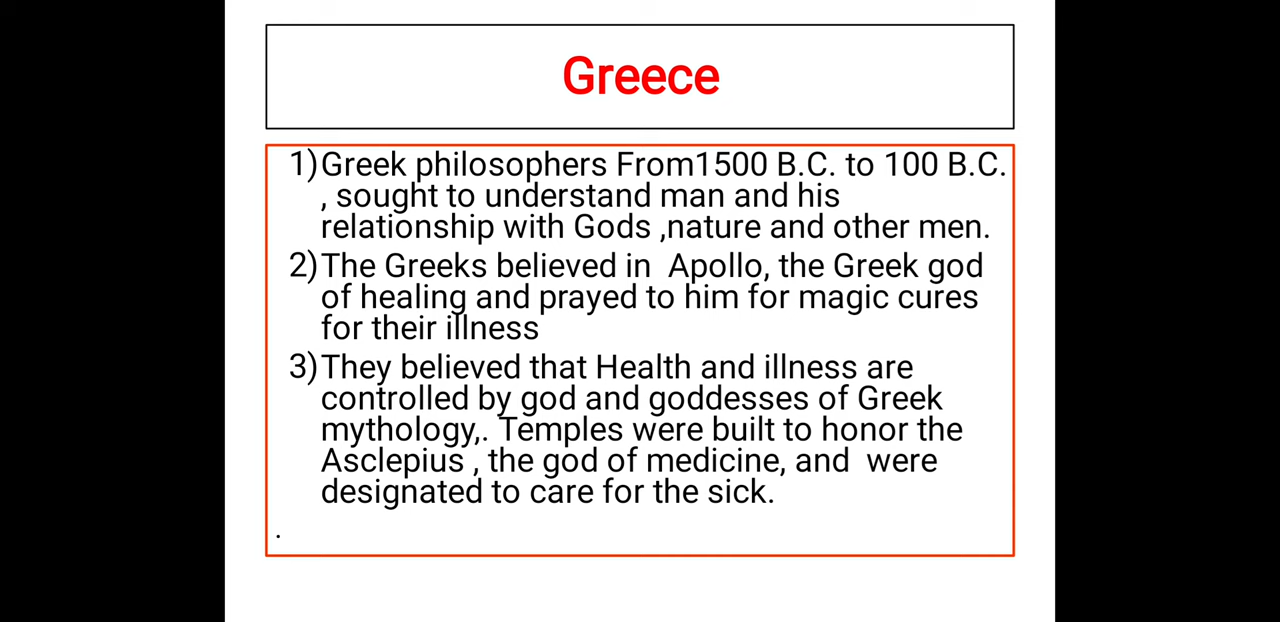 Greece
1) Greek philosophers From1500 B.C. to 100 B.C.
, sought to understand man and his
relationship with Gods ,nature and other men.
2) The Greeks believed in  Apollo, the Greek god
of healing and prayed to him for magic cures
for their illness
3) They believed that Health and illness are
controlled by god and goddesses of Greek
mythology,. Temples were built to honor the
Asclepius , the god of medicine, and  were
designated to care for the sick.
.